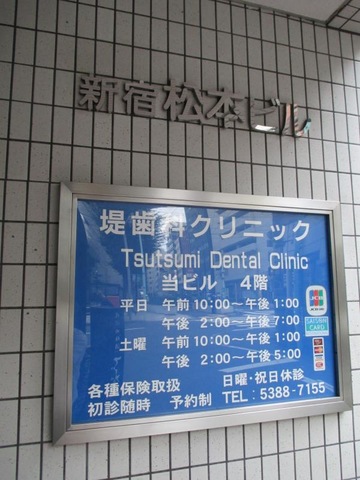 新宿松本ビル
堤歯科クリニック
Tsutsumi Dental Clinic
当ビル 4階
平日 午前 10:00～午後 1:00
午後 2:00～午後 7:00
土曜 午前 10:00～午後 1:00
午後 2:00～午後 5:00
各種保険取扱 日曜・祝日休診
初診随時 予約制 TEL：5388-7155
JCB
CARD